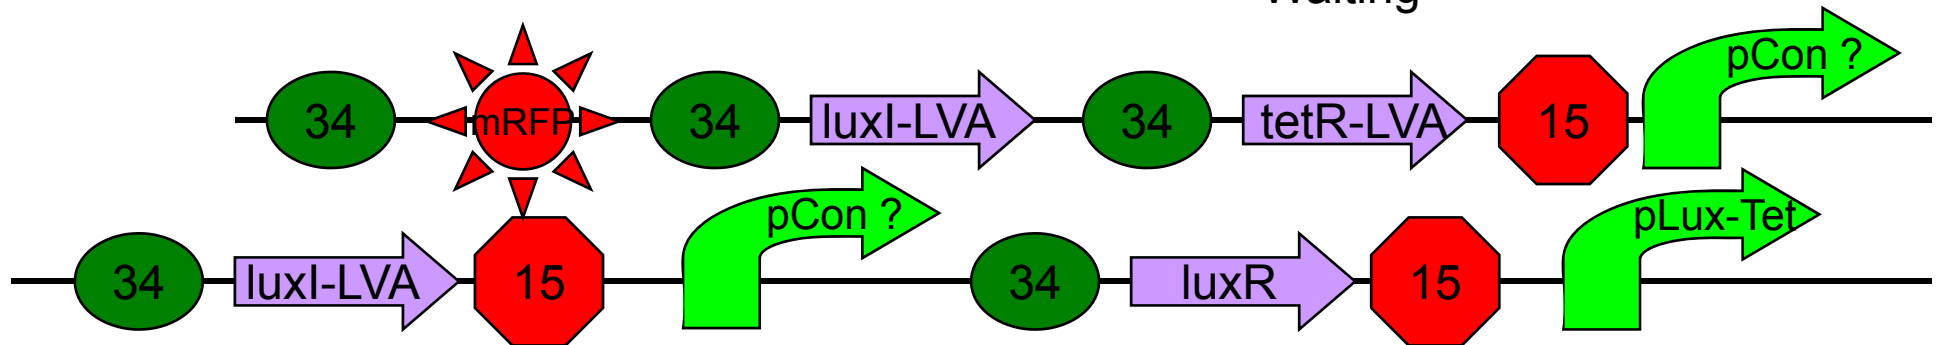 Waiting
34 mRFP 34 luxI-LVA 34 tetR-LVA 15 pCon ?
34 luxI-LVA 15 pCon ? 34 luxR 15 pLux-Tet